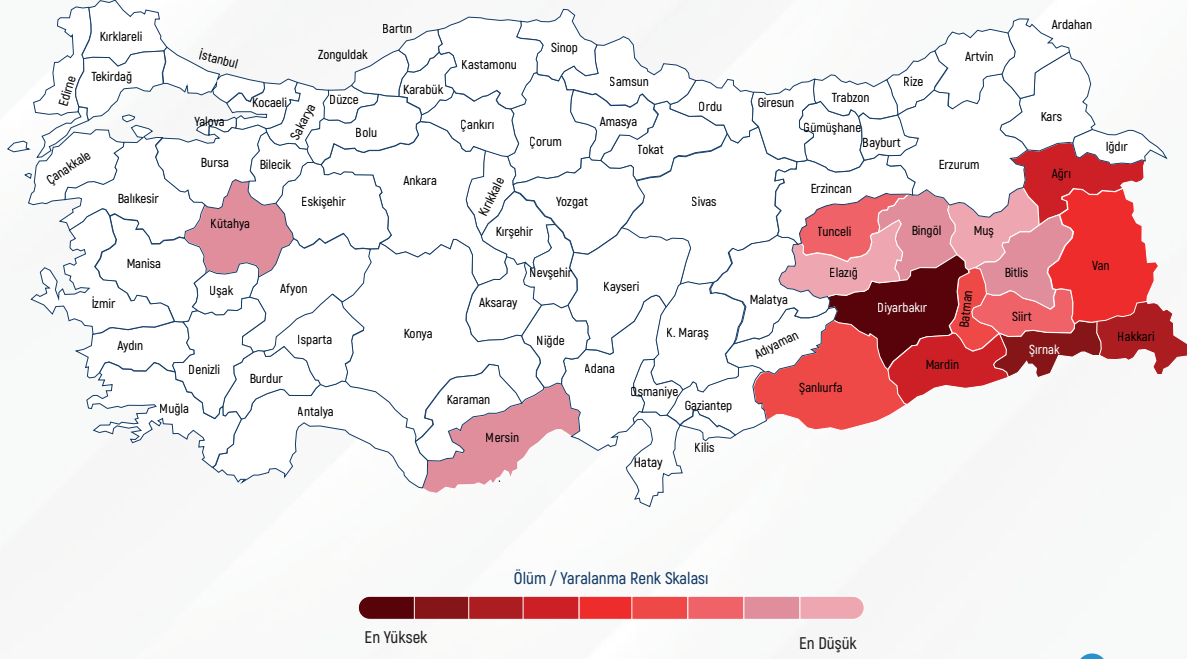 Bartın
Ardahan
Kırklareli
Sinop
İstanbul
Zonguldak
Artvin
Kastamonu
Tekirdağ
Edirne
Samsun
Rize
Karabük
Kocaeli
Düzce
Ordu
Giresun
Trabzon
Sakarya
Kars
Yalova
Bolu
Çankırı
Amasya
Gümüşhane
Çorum
Bayburt
Iğdır
Tokat
Çanakkale
Bursa
Bilecik
Erzurum
Ağrı
Ankara
Erzincan
Balıkesir
Eskişehir
Kırıkkale
Yozgat
Sivas
Kütahya
Kırşehir
Tunceli
Bingöl
Muş
Manisa
Van
Nevşehir
Elazığ
Bitlis
Uşak
Afyon
Kayseri
İzmir
Aksaray
Malatya
Diyarbakır
Batman
Siirt
Konya
K. Maraş
Isparta
Niğde
Hakkari
Aydın
Adıyaman
Şırnak
Denizli
Adana
Mardin
Burdur
Şanlıurfa
Karaman
Osmaniye
Muğla
Antalya
Gaziantep
Mersin
Kilis
Hatay
Ölüm / Yaralanma Renk Skalası
En Yüksek
En Düşük